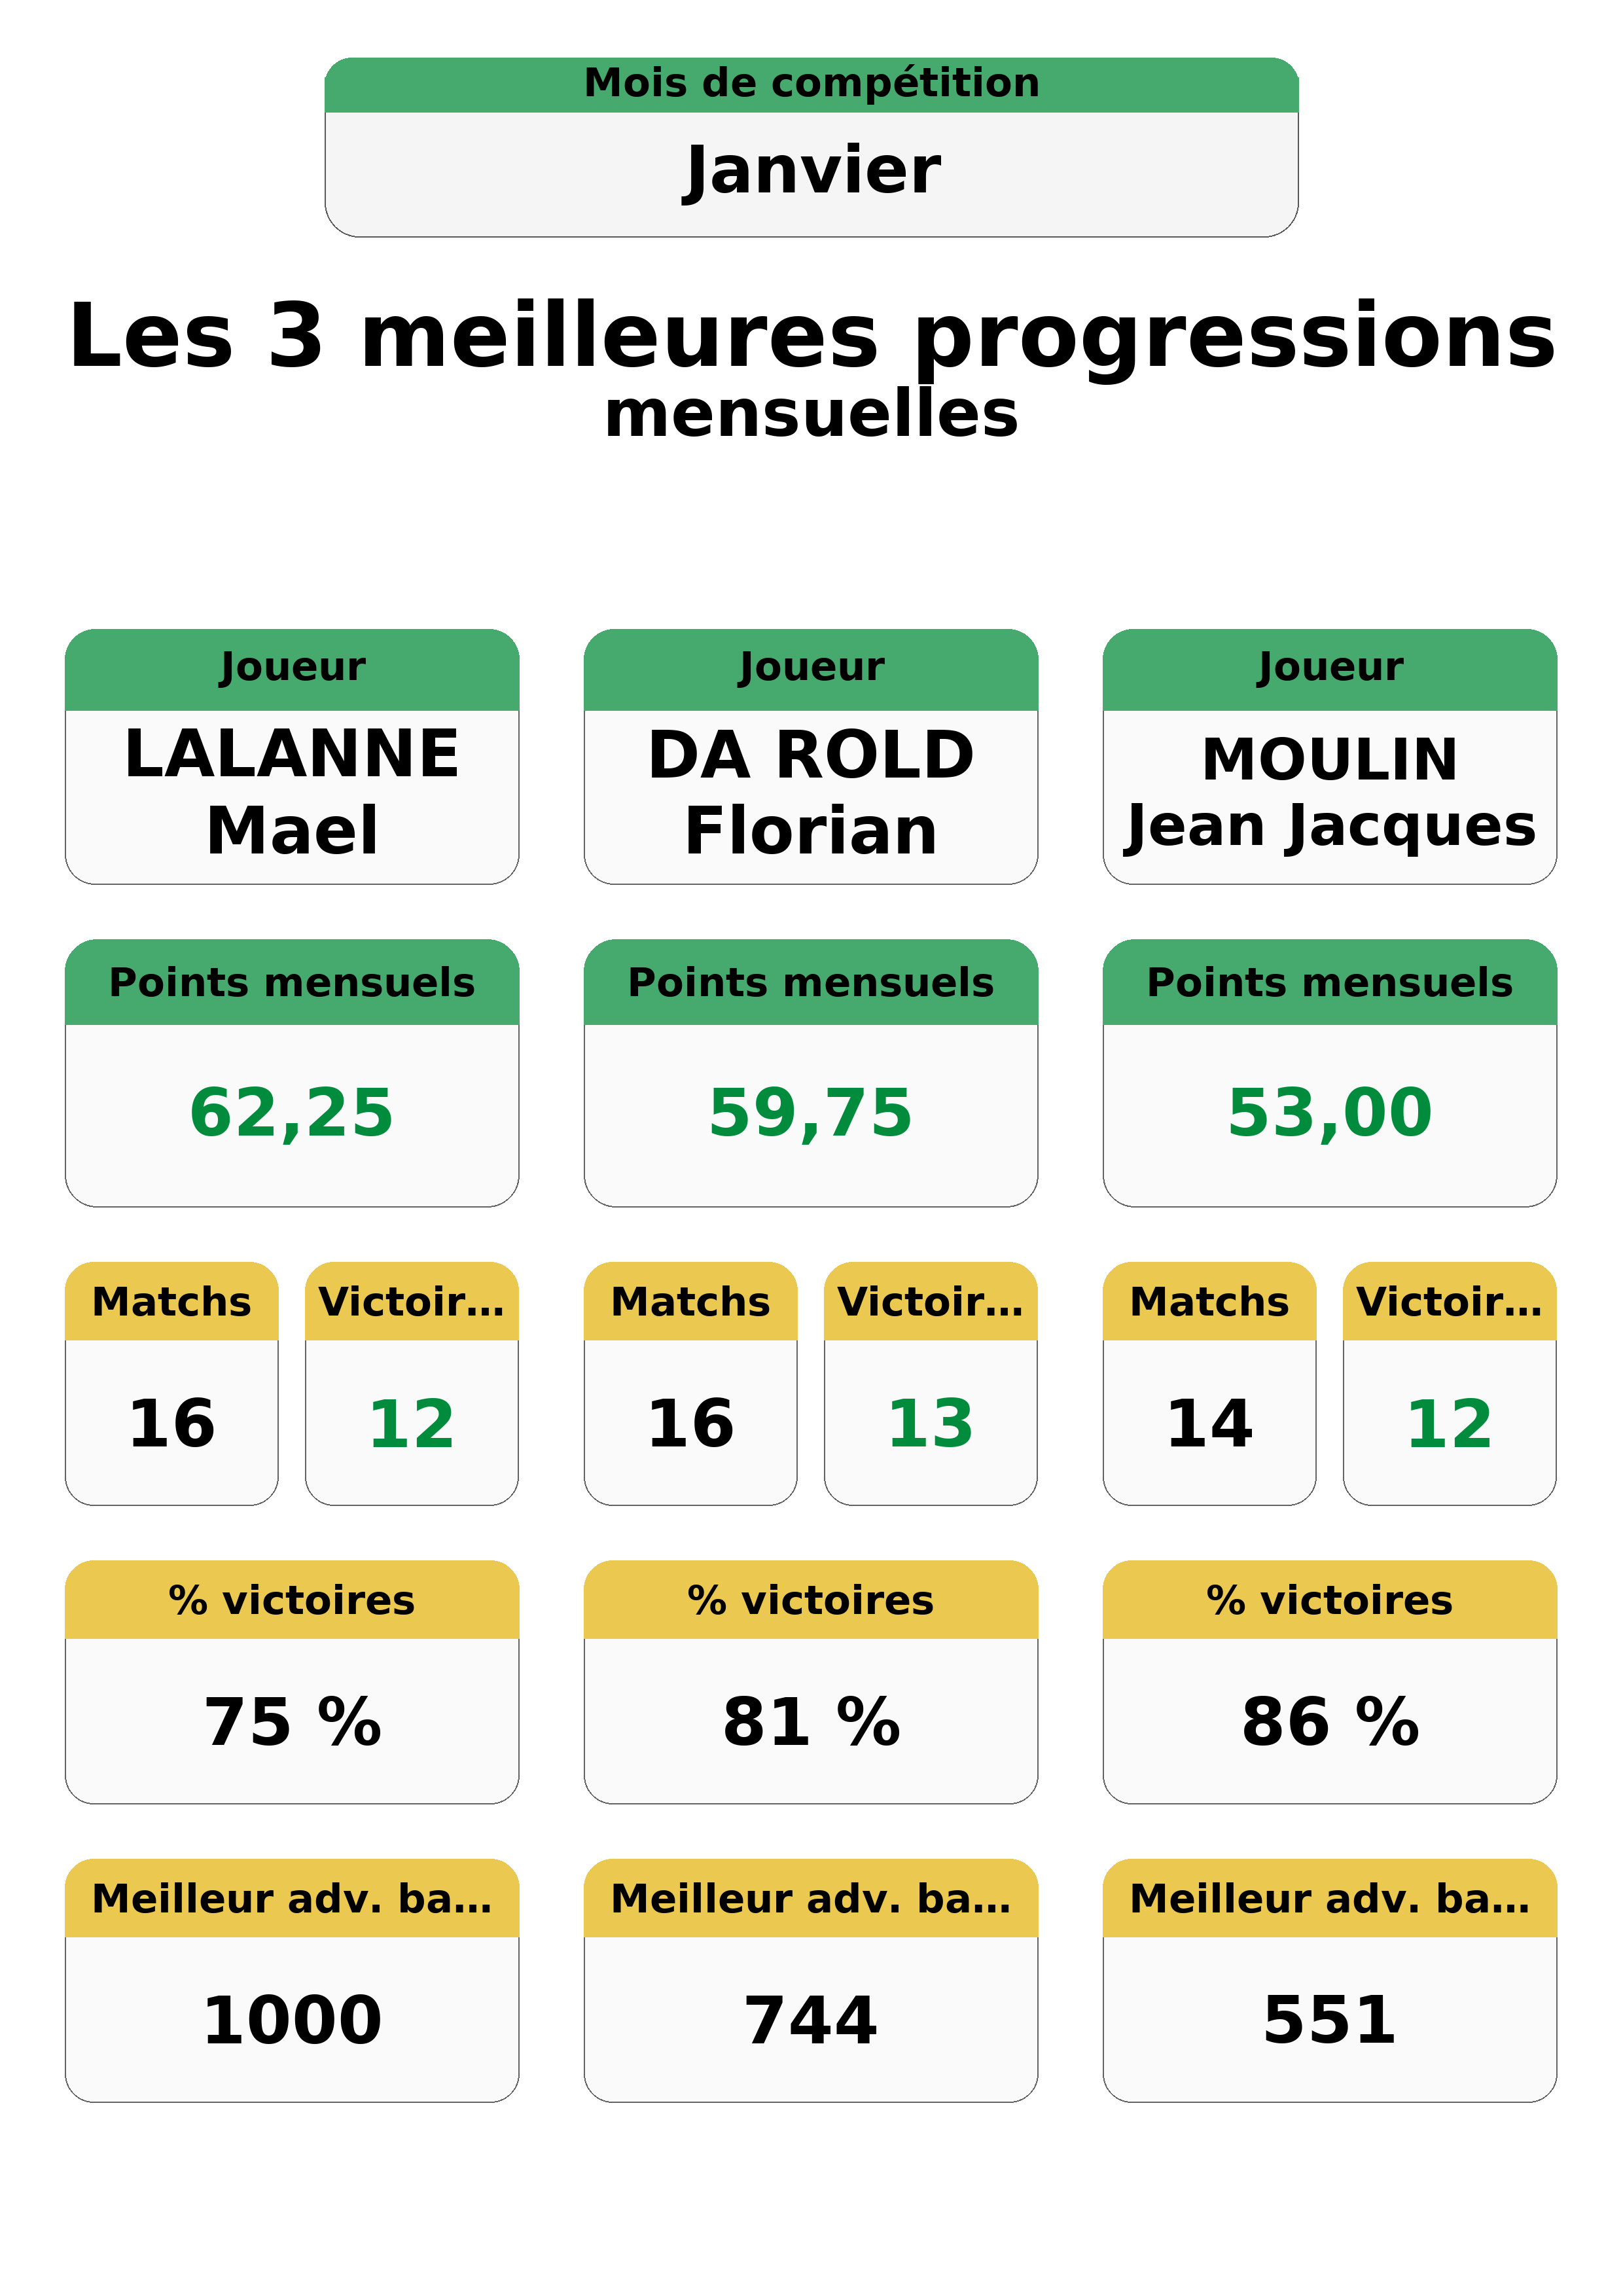 Mois de compétition
Janvier
Les 3 meilleures progressions
mensuelles
Joueur
LALANNE
Mael
Joueur
DA ROLD
Florian
Joueur
MOULIN
Jean Jacques
Points mensuels
62,25
Points mensuels
59,75
Points mensuels
53,00
Matchs
16
Victoir...
12
Matchs
16
Victoir...
13
Matchs
14
Victoir...
12
% victoires
75 %
% victoires
81 %
% victoires
86 %
Meilleur adv. ba...
1000
Meilleur adv. ba...
744
Meilleur adv. ba...
551